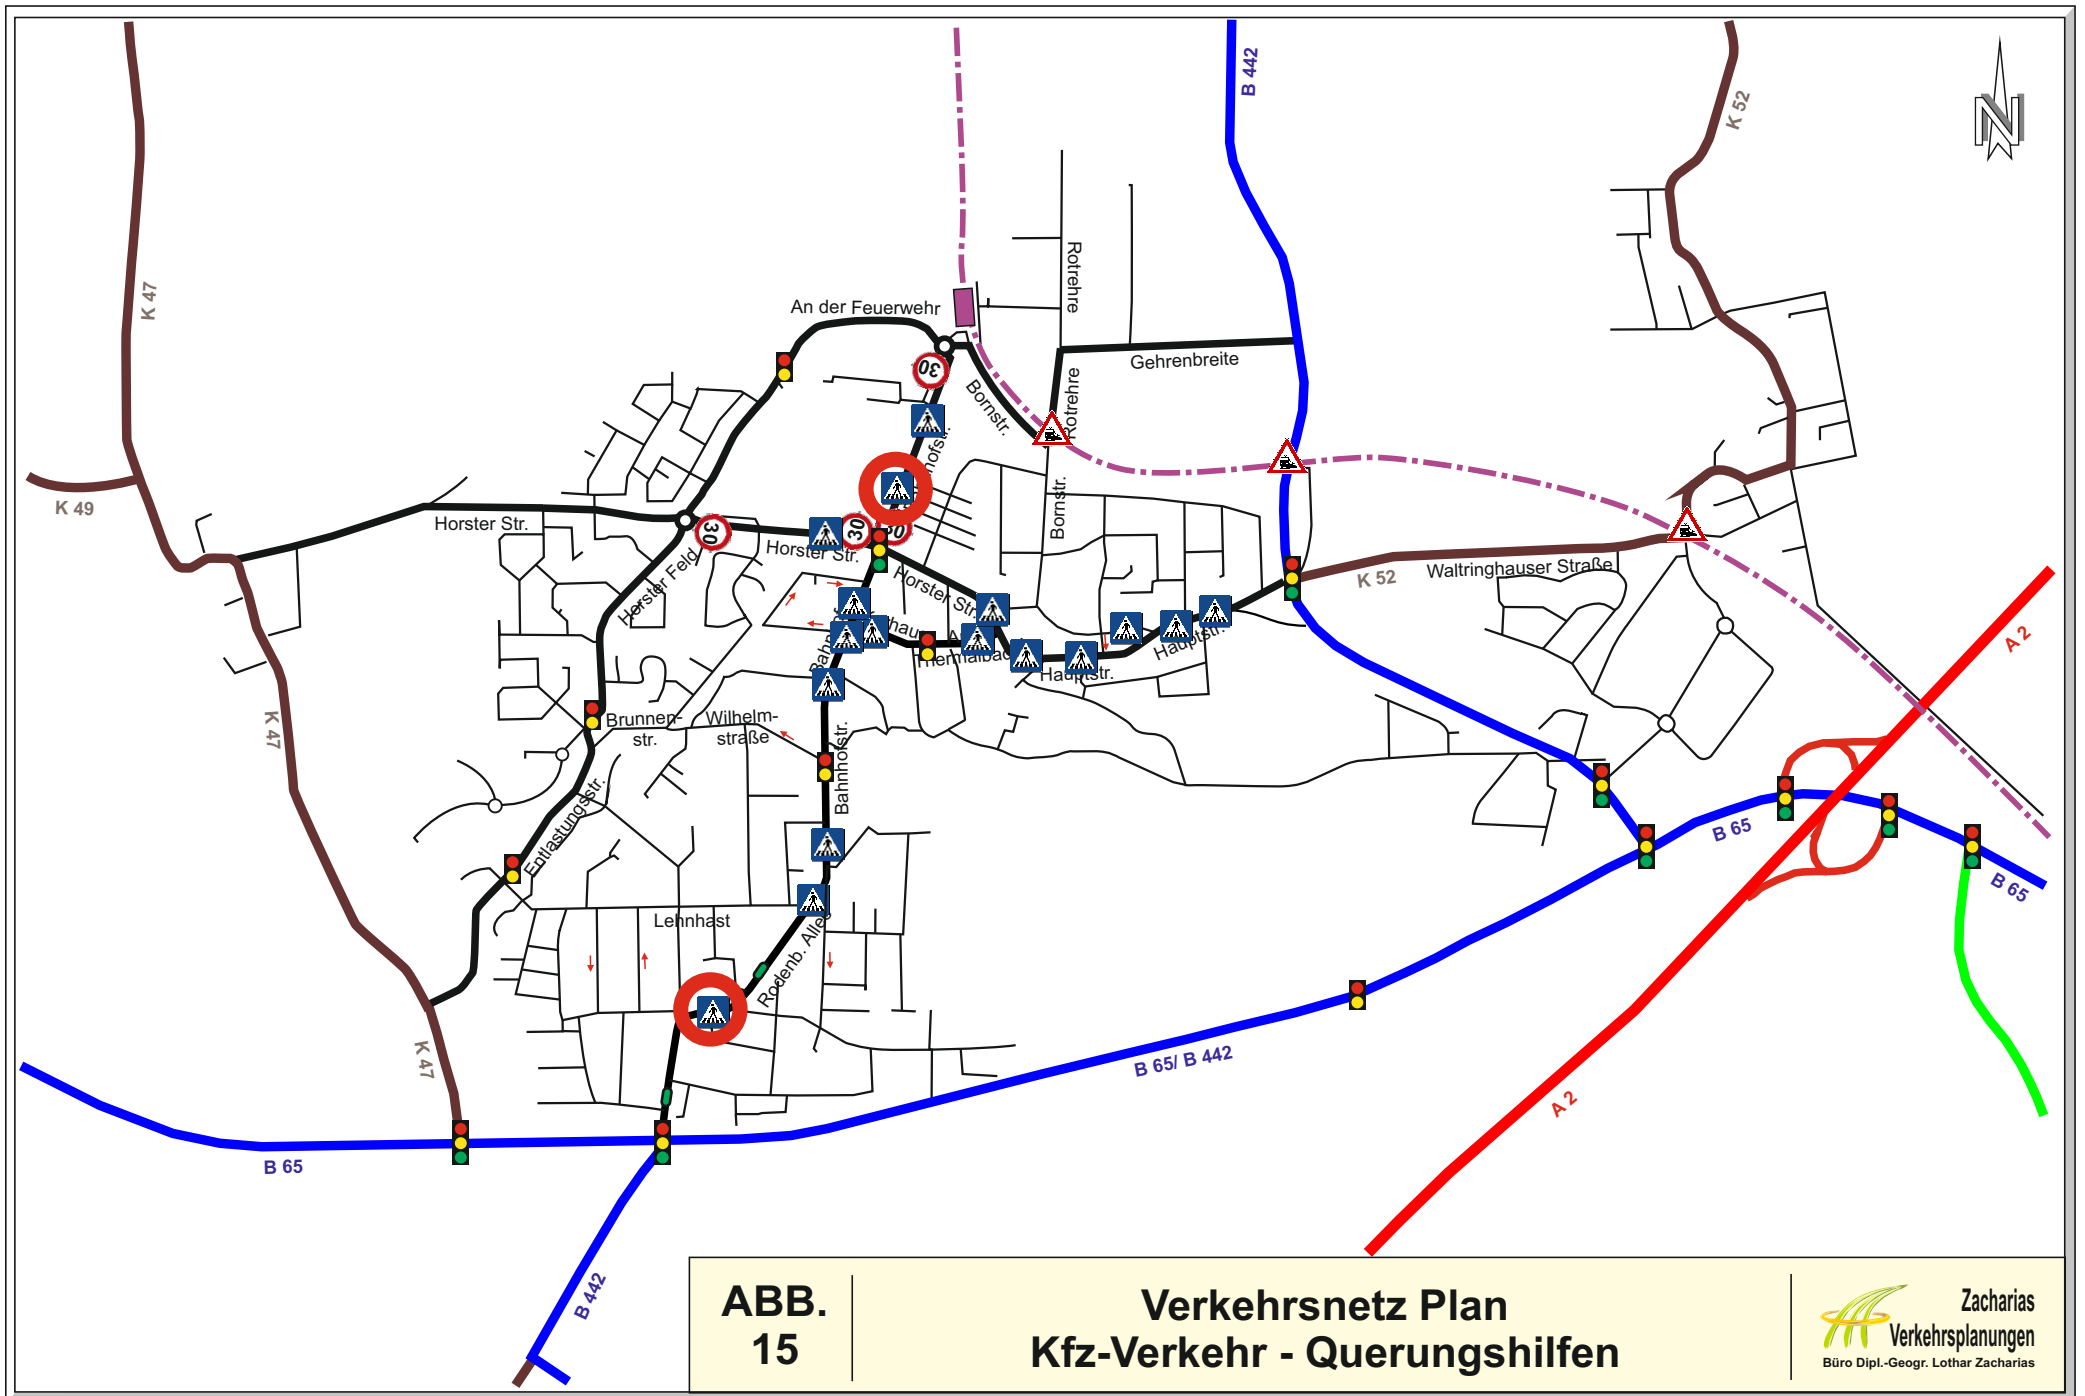 B 442
K 52
K 47
An der Feuerwehr
Rotrehre
Gehrenbreite
30
Bornstr.
Rotrehre
K 49
Horster Str.
30
Horster Str.
30
30
Bornstr.
Horster Feld
Horster Str.
K 52
Waltringhauser Straße
A 2
Thermalbad
Hauptstr.
Hauptstr.
K 47
Brunnen-
str.
Wilhelm-
straße
Bahnhofstr.
Entlastungsstr.
B 65
B 65
Lehnhast
Rodenb. Allee
K 47
B 65/ B 442
A 2
B 65
B 442
N
ABB.
15
Verkehrsnetz Plan
Kfz-Verkehr - Querungshilfen
Zacharias
Verkehrsplanungen
Büro Dipl.-Geogr. Lothar Zacharias